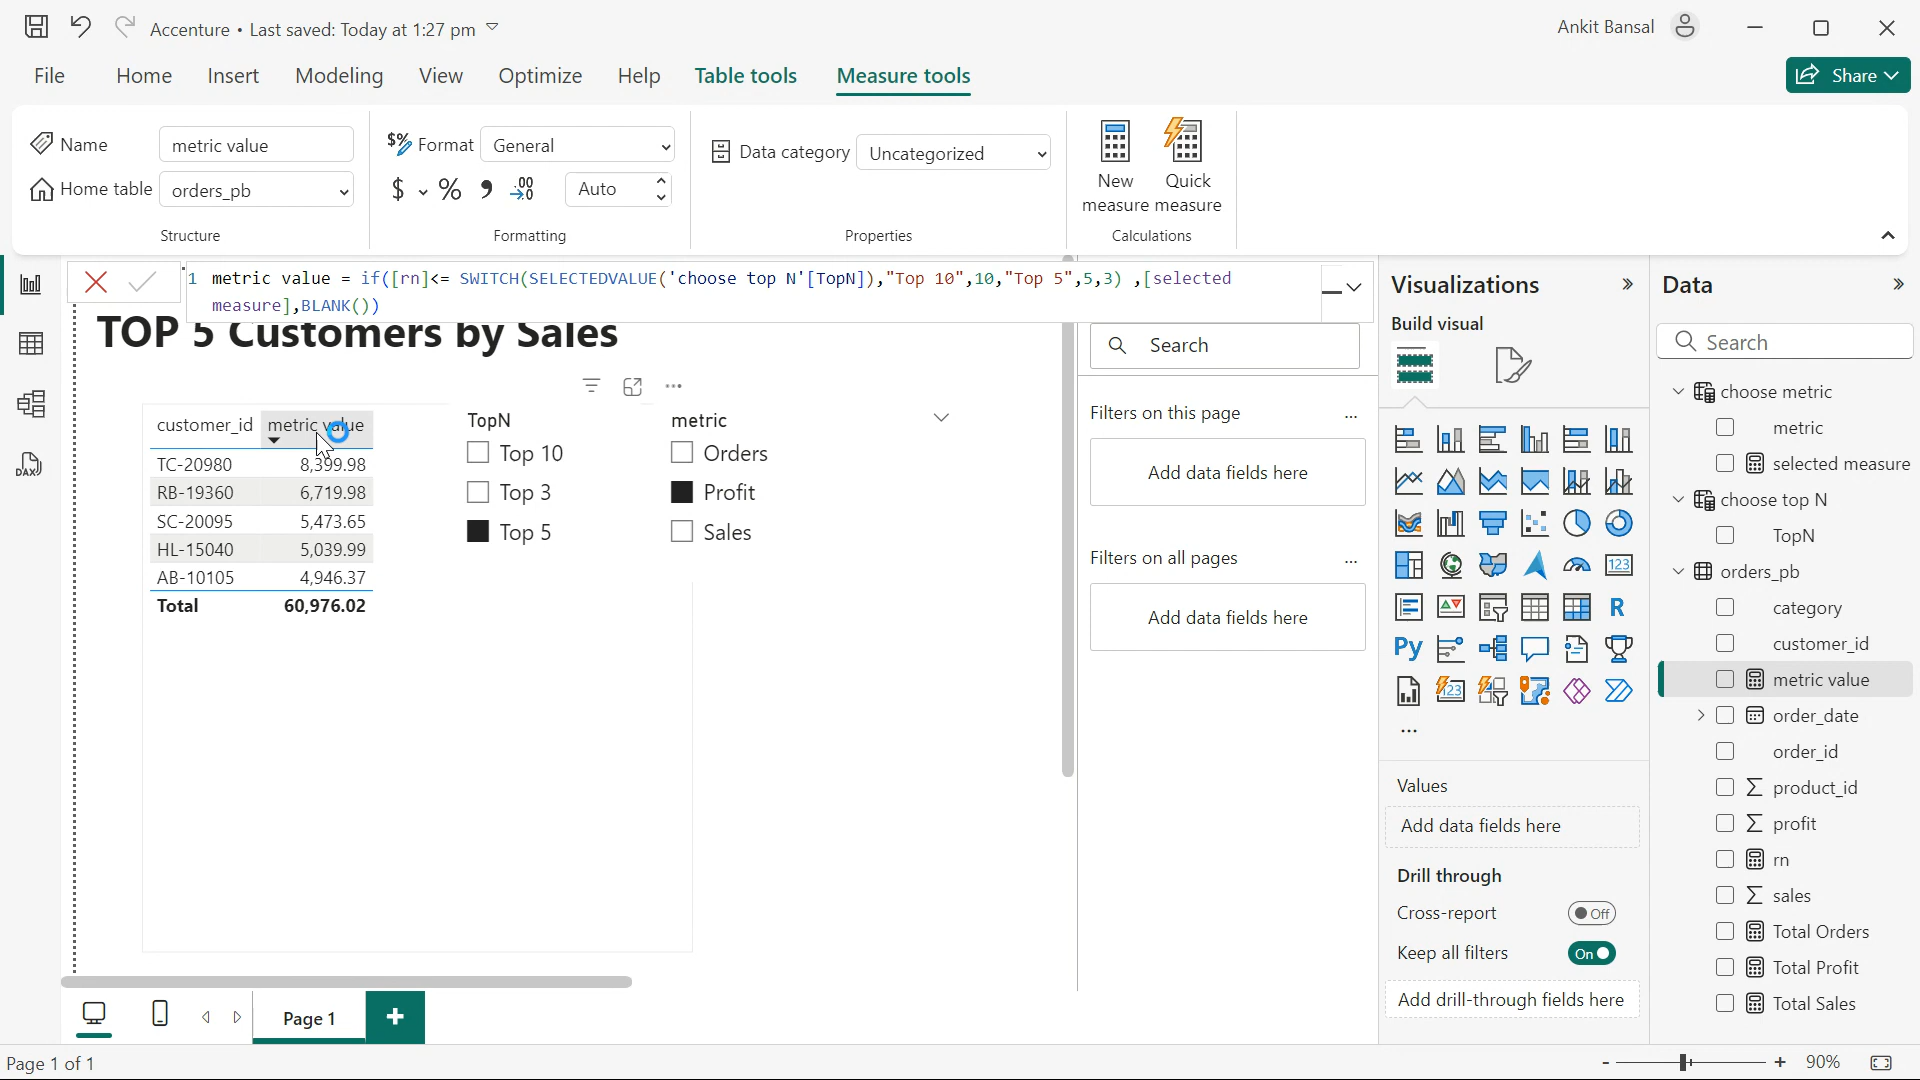 Accenture • Last saved: Today at 1:27 pm
Ankit Bansal
File Home Insert Modeling View Optimize Help Table tools Measure tools
Share
Name metric value
Home table orders_pb
Structure
$% Format General
$ % , .00 Auto
Formatting
Data category Uncategorized
Properties
New measure
Quick measure
Calculations
1 metric value = if([rn]<= SWITCH(SELECTEDVALUE('choose top N'[TopN]),"Top 10",10,"Top 5",5,3) ,[selected
measure],BLANK())
TOP 5 Customers by Sales
customer_id metric value
TC-20980 8,399.98
RB-19360 6,719.98
SC-20095 5,473.65
HL-15040 5,039.99
AB-10105 4,946.37
Total 60,976.02
TopN
Top 10
Top 3
Top 5
metric
Orders
Profit
Sales
Search
Filters on this page ...
Add data fields here
Filters on all pages ...
Add data fields here
Visualizations
Build visual
123
R
Py
123
...
Values
Add data fields here
Drill through
Cross-report Off
Keep all filters On
Add drill-through fields here
Data
Search
choose metric
metric
selected measure
choose top N
TopN
orders_pb
category
customer_id
metric value
order_date
order_id
product_id
profit
rn
sales
Total Orders
Total Profit
Total Sales
DAX
Page 1
+
Page 1 of 1
- + 90%